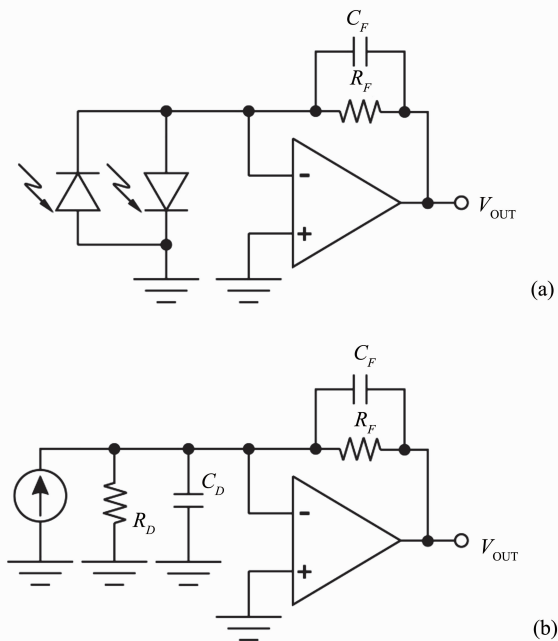 C_F
R_F
-
+
V_OUT
(a)
C_F
R_F
C_D
R_D
-
+
V_OUT
(b)